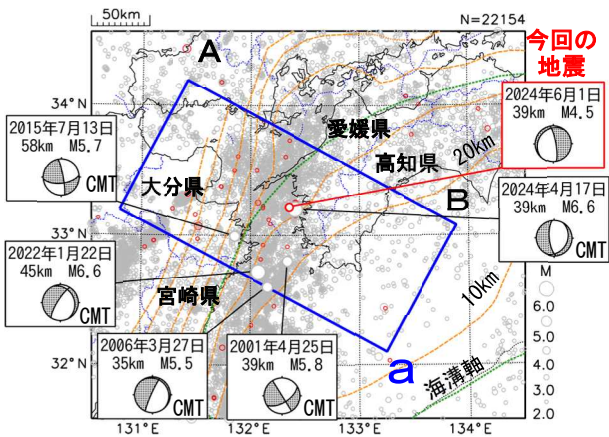 50km
N=22154
今回の
地震
A
34°N
2024年6月1日
39km M4.5
愛媛県
高知県
20km
2015年7月13日
58km M5.7
CMT
大分県
B
2024年4月17日
39km M6.6
CMT
33°N
2022年1月22日
45km M6.6
CMT
宮崎県
10km
M
6.0
5.0
4.0
3.0
2.0
2006年3月27日
35km M5.5
CMT
2001年4月25日
39km M5.8
CMT
32°N
a
海溝軸
131°E
132°E
133°E
134°E